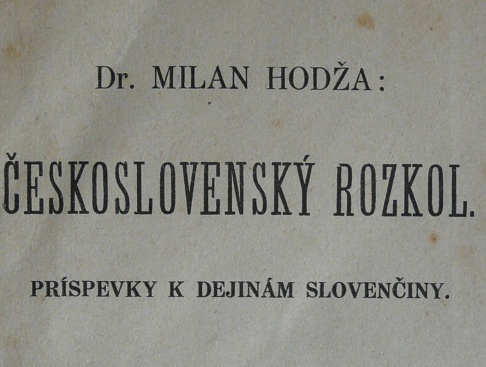 Dr. MILAN HODŽA:
ČESKOSLOVENSKÝ ROZKOL.
PRÍSPEVKY K DEJINÁM SLOVENČINY.